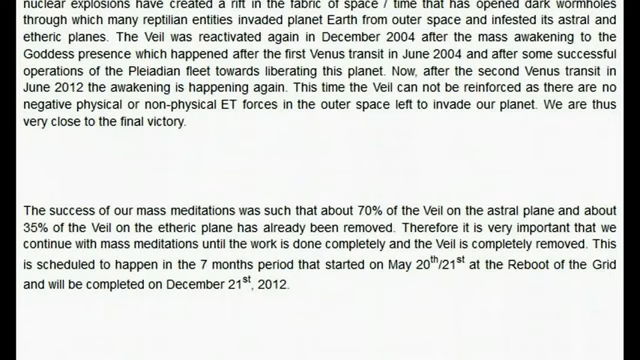 nuclear explosions have created a rift in the fabric of space / time that has opened dark wormholes
through which many reptilian entities invaded planet Earth from outer space and infested its astral and
etheric planes. The Veil was reactivated again in December 2004 after the mass awakening to the
Goddess presence which happened after the first Venus transit in June 2004 and after some successful
operations of the Pleiadian fleet towards liberating this planet. Now, after the second Venus transit in
June 2012 the awakening is happening again. This time the Veil can not be reinforced as there are no
negative physical or non-physical ET forces in the outer space left to invade our planet. We are thus
very close to the final victory.
The success of our mass meditations was such that about 70% of the Veil on the astral plane and about
35% of the Veil on the etheric plane has already been removed. Therefore it is very important that we
continue with mass meditations until the work is done completely and the Veil is completely removed. This
is scheduled to happen in the 7 months period that started on May 20th/21st at the Reboot of the Grid
and will be completed on December 21st, 2012.